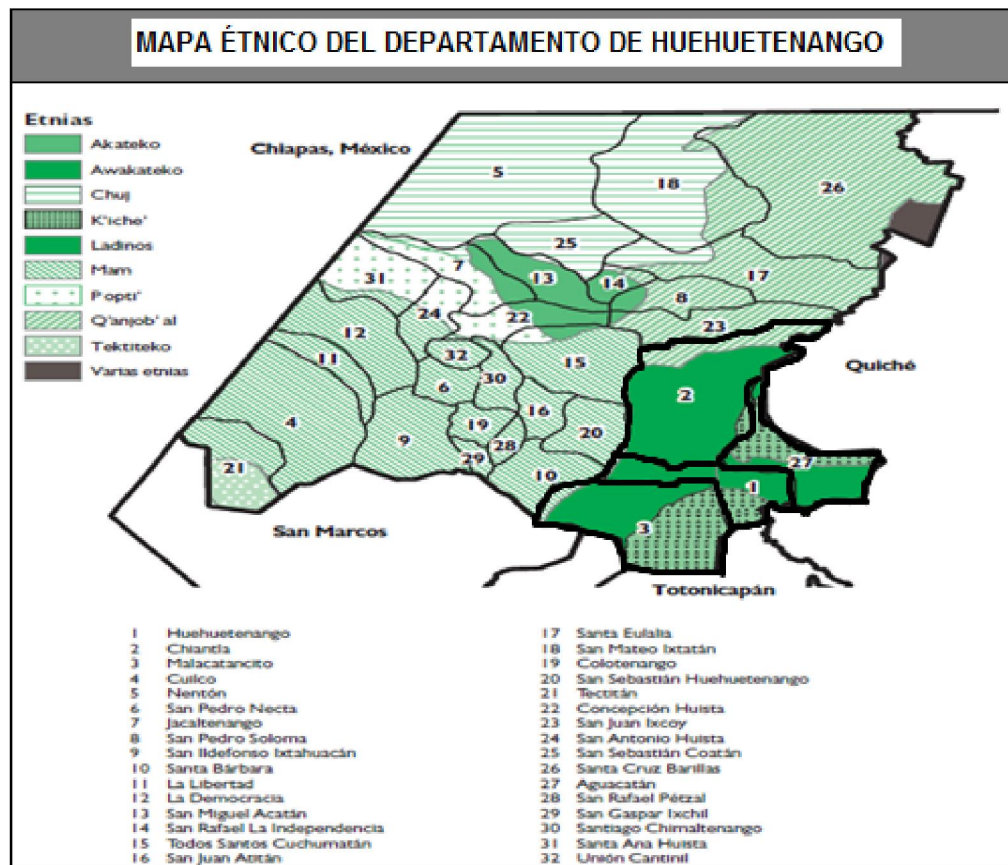 MAPA ÉTNICO DEL DEPARTAMENTO DE HUEHUETENANGO
Etnias
Akateko
Awakateko
Chuj
K'iche'
Ladinos
Mam
Popti'
Q'anjob'al
Tektiteko
Varias etnias
Chiapas, México
5
18
26
25
7
31
13
14
17
8
24
22
23
12
32
15
11
Quiché
6
30
2
16
4
19
20
9
28
29
27
21
10
1
3
San Marcos
Totonicapán
1 Huehuetenango
2 Chiantla
3 Malacatancito
4 Cuilco
5 Nentón
6 San Pedro Necta
7 Jacaltenango
8 San Pedro Soloma
9 San Ildefonso Ixtahuacán
10 Santa Bárbara
11 La Libertad
12 La Democracia
13 San Miguel Acatán
14 San Rafael La Independencia
15 Todos Santos Cuchumatán
16 San Juan Atitán
17 Santa Eulalia
18 San Mateo Ixtatán
19 Colotenango
20 San Sebastián Huehuetenango
21 Tectitán
22 Concepción Huista
23 San Juan Ixcoy
24 San Antonio Huista
25 San Sebastián Coatán
26 Santa Cruz Barillas
27 Aguacatán
28 San Rafael Pétzal
29 San Gaspar Ixchil
30 Santiago Chimaltenango
31 Santa Ana Huista
32 Unión Cantinil